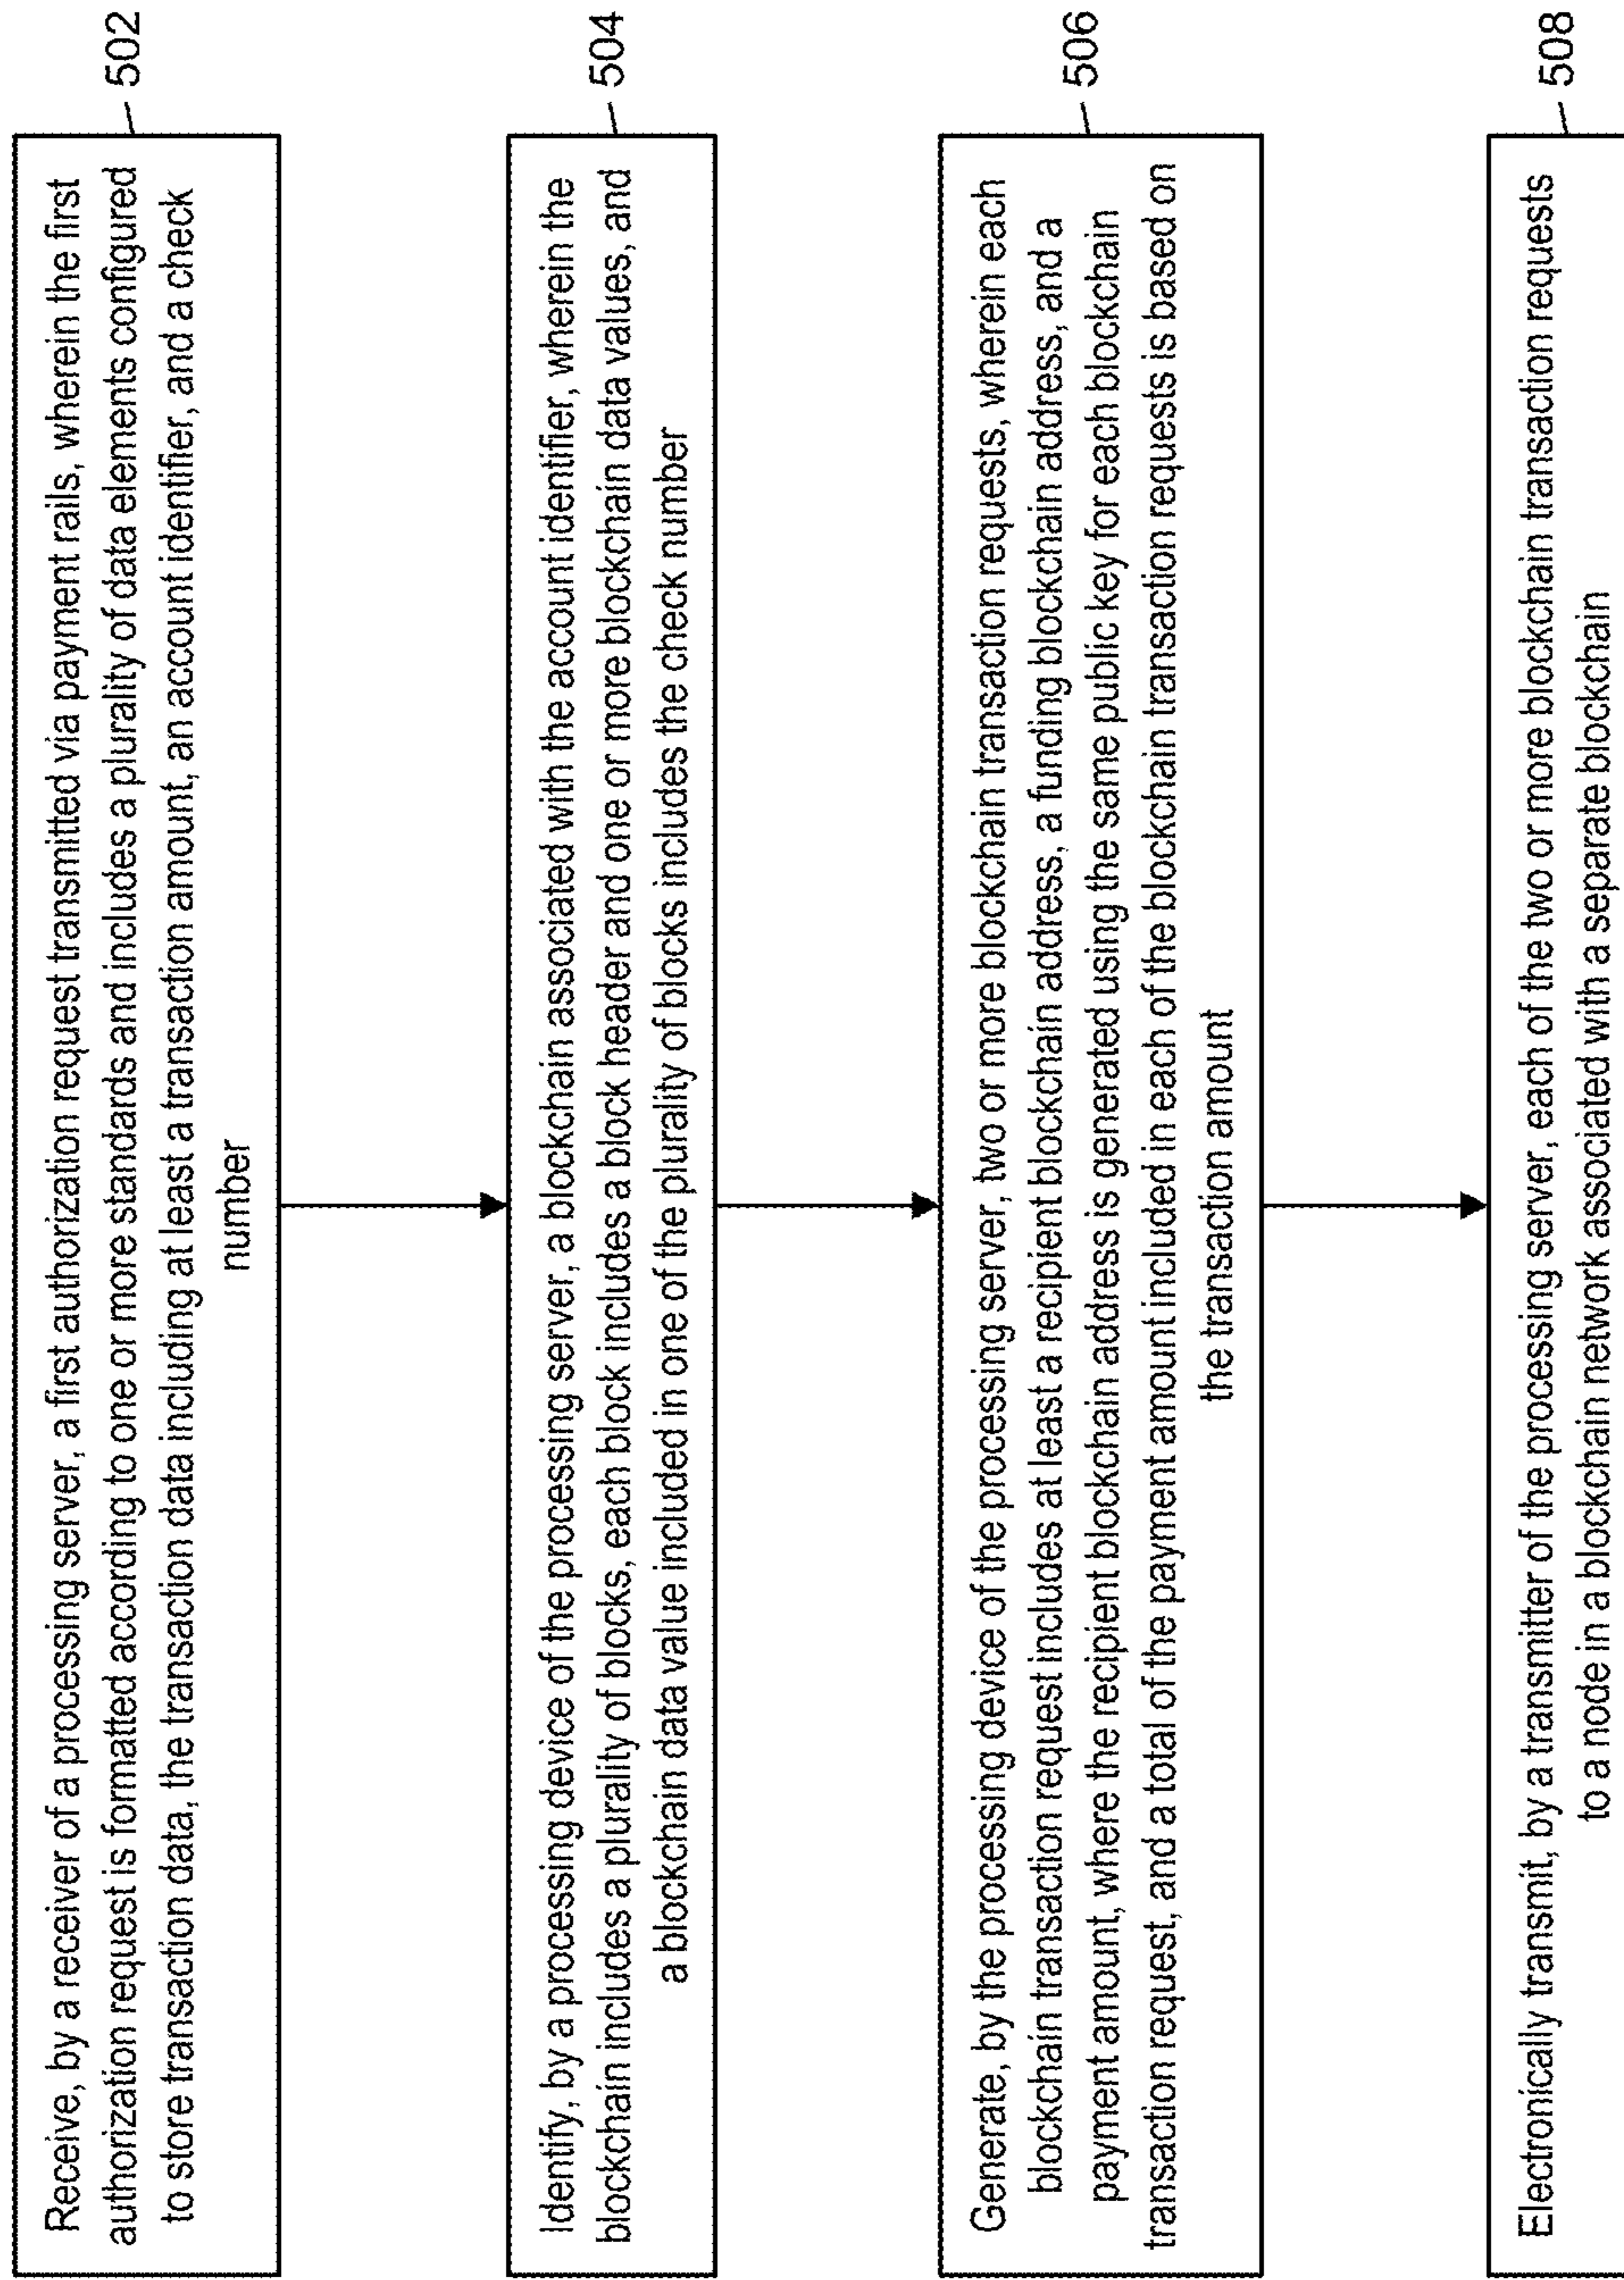 Receive, by a receiver of a processing server, a first authorization request transmitted via payment rails, wherein the first
authorization request is formatted according to one or more standards and includes a plurality of data elements configured
to store transaction data, the transaction data including at least a transaction amount, an account identifier, and a check
number
502
Identify, by a processing device of the processing server, a blockchain associated with the account identifier, wherein the
blockchain includes a plurality of blocks, each block includes a block header and one or more blockchain data values, and
a blockchain data value included in one of the plurality of blocks includes the check number
504
Generate, by the processing device of the processing server, two or more blockchain transaction requests, wherein each
blockchain transaction request includes at least a recipient blockchain address, a funding blockchain address, and a
payment amount, where the recipient blockchain address is generated using the same public key for each blockchain
transaction request, and a total of the payment amount included in each of the blockchain transaction requests is based on
the transaction amount
506
Electronically transmit, by a transmitter of the processing server, each of the two or more blockchain transaction requests
to a node in a blockchain network associated with a separate blockchain
508